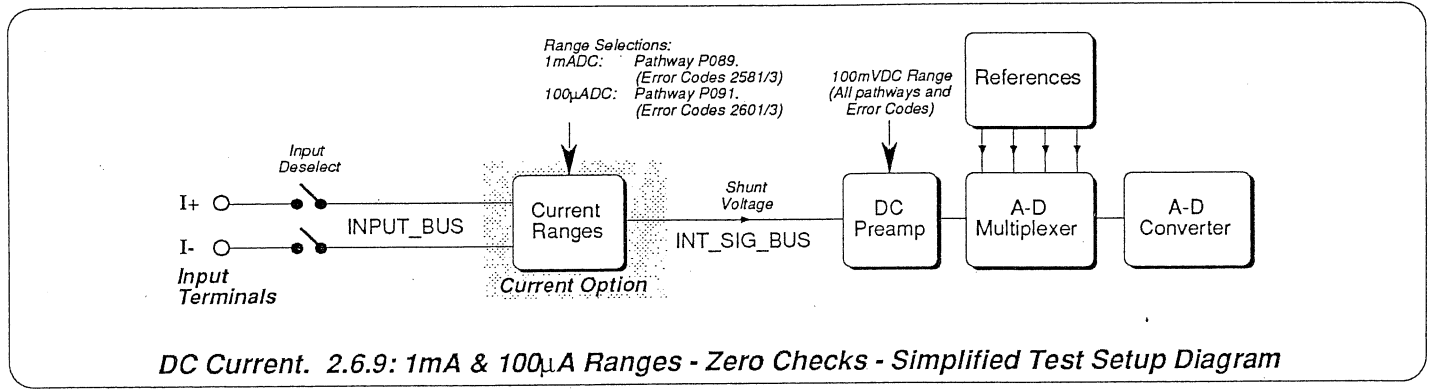 Range Selections:
1mADC: Pathway P089.
(Error Codes 2581/3)
100µADC: Pathway P091.
(Error Codes 2601/3)
100mVDC Range
(All pathways and
Error Codes)
References
Input
Deselect
I+
I-
Input
Terminals
INPUT_BUS
Current
Ranges
Current Option
Shunt
Voltage
INT_SIG_BUS
DC
Preamp
A-D
Multiplexer
A-D
Converter
DC Current. 2.6.9: 1mA & 100µA Ranges - Zero Checks - Simplified Test Setup Diagram